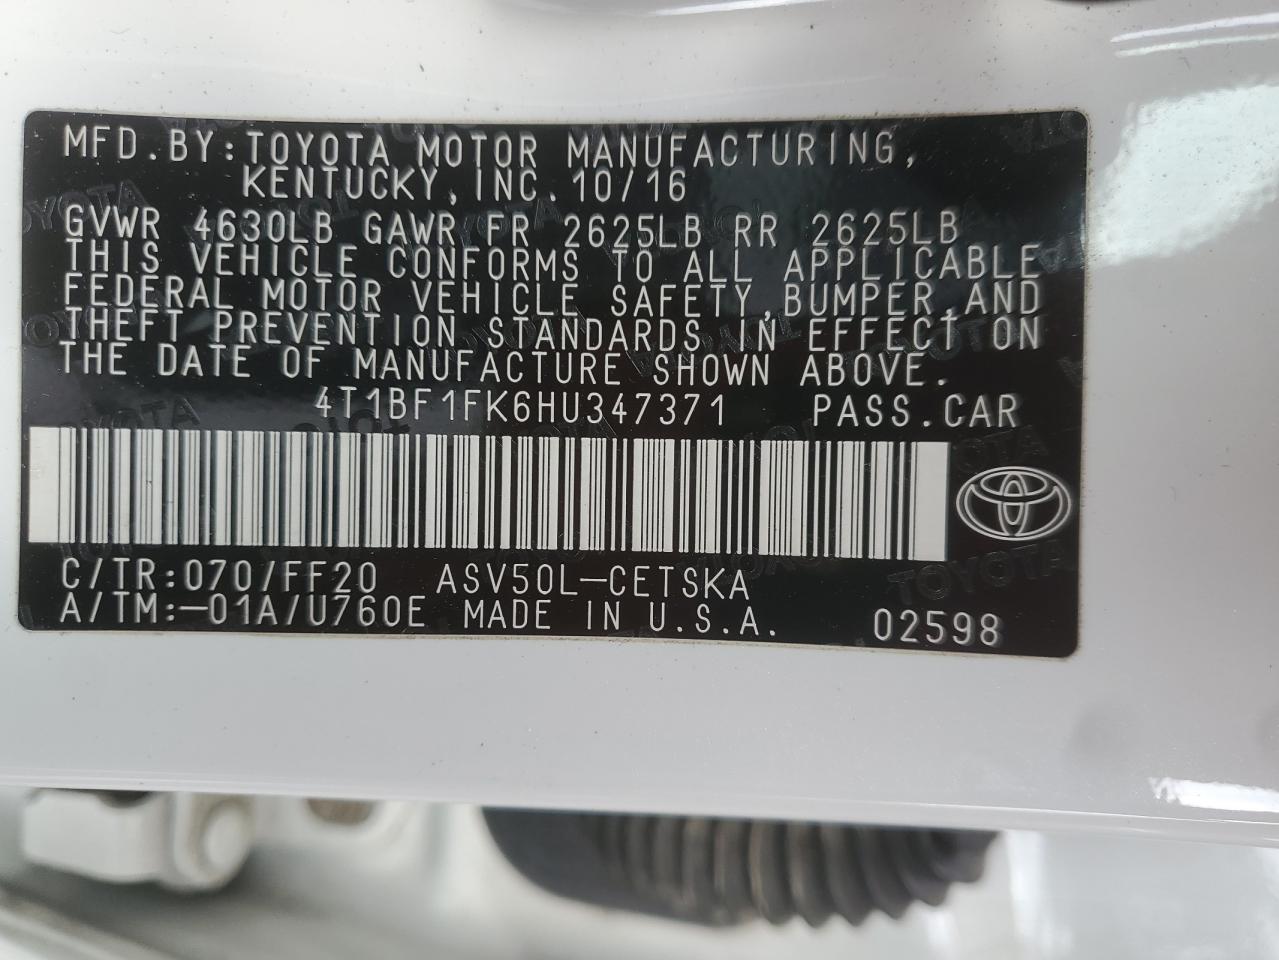 MFD.BY:TOYOTA MOTOR MANUFACTURING,
KENTUCKY,INC.10/16
GVWR 4630LB GAWR FR 2625LB RR 2625LB
THIS VEHICLE CONFORMS TO ALL APPLICABLE
FEDERAL MOTOR VEHICLE SAFETY,BUMPER,AND
THEFT PREVENTION STANDARDS IN EFFECT ON
THE DATE OF MANUFACTURE SHOWN ABOVE.
4T1BF1FK6HU347371 PASS.CAR
C/TR:070/FF20 ASV50L-CETSKA
A/TM:-01A/U760E MADE IN U.S.A. 02598